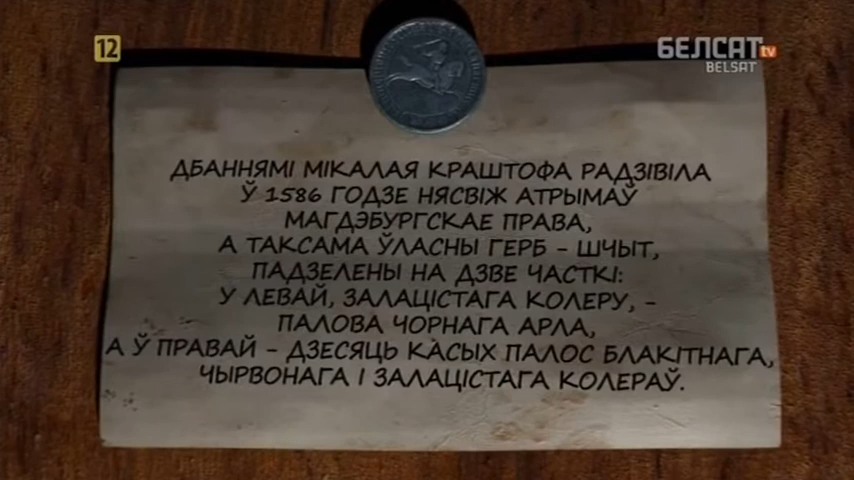 12
БЕЛСАТ tv
BELSAT
ДБАННЯМІ МІКАЛАЯ КРАШТОФА РАДЗІВІЛА
Ў 1586 ГОДЗЕ НЯСВІЖ АТРЫМАЎ
МАГДЭБУРГСКАЕ ПРАВА,
А ТАКСАМА ЎЛАСНЫ ГЕРБ – ШЧЫТ,
ПАДЗЕЛЕНЫ НА ДЗВЕ ЧАСТКІ:
У ЛЕВАЙ, ЗАЛАЦІСТАГА КОЛЕРУ, –
ПАЛОВА ЧОРНАГА АРЛА,
А Ў ПРАВАЙ – ДЗЕСЯЦЬ КАСЫХ ПАЛОС БЛАКІТНАГА,
ЧЫРВОНАГА І ЗАЛАЦІСТАГА КОЛЕРАЎ.